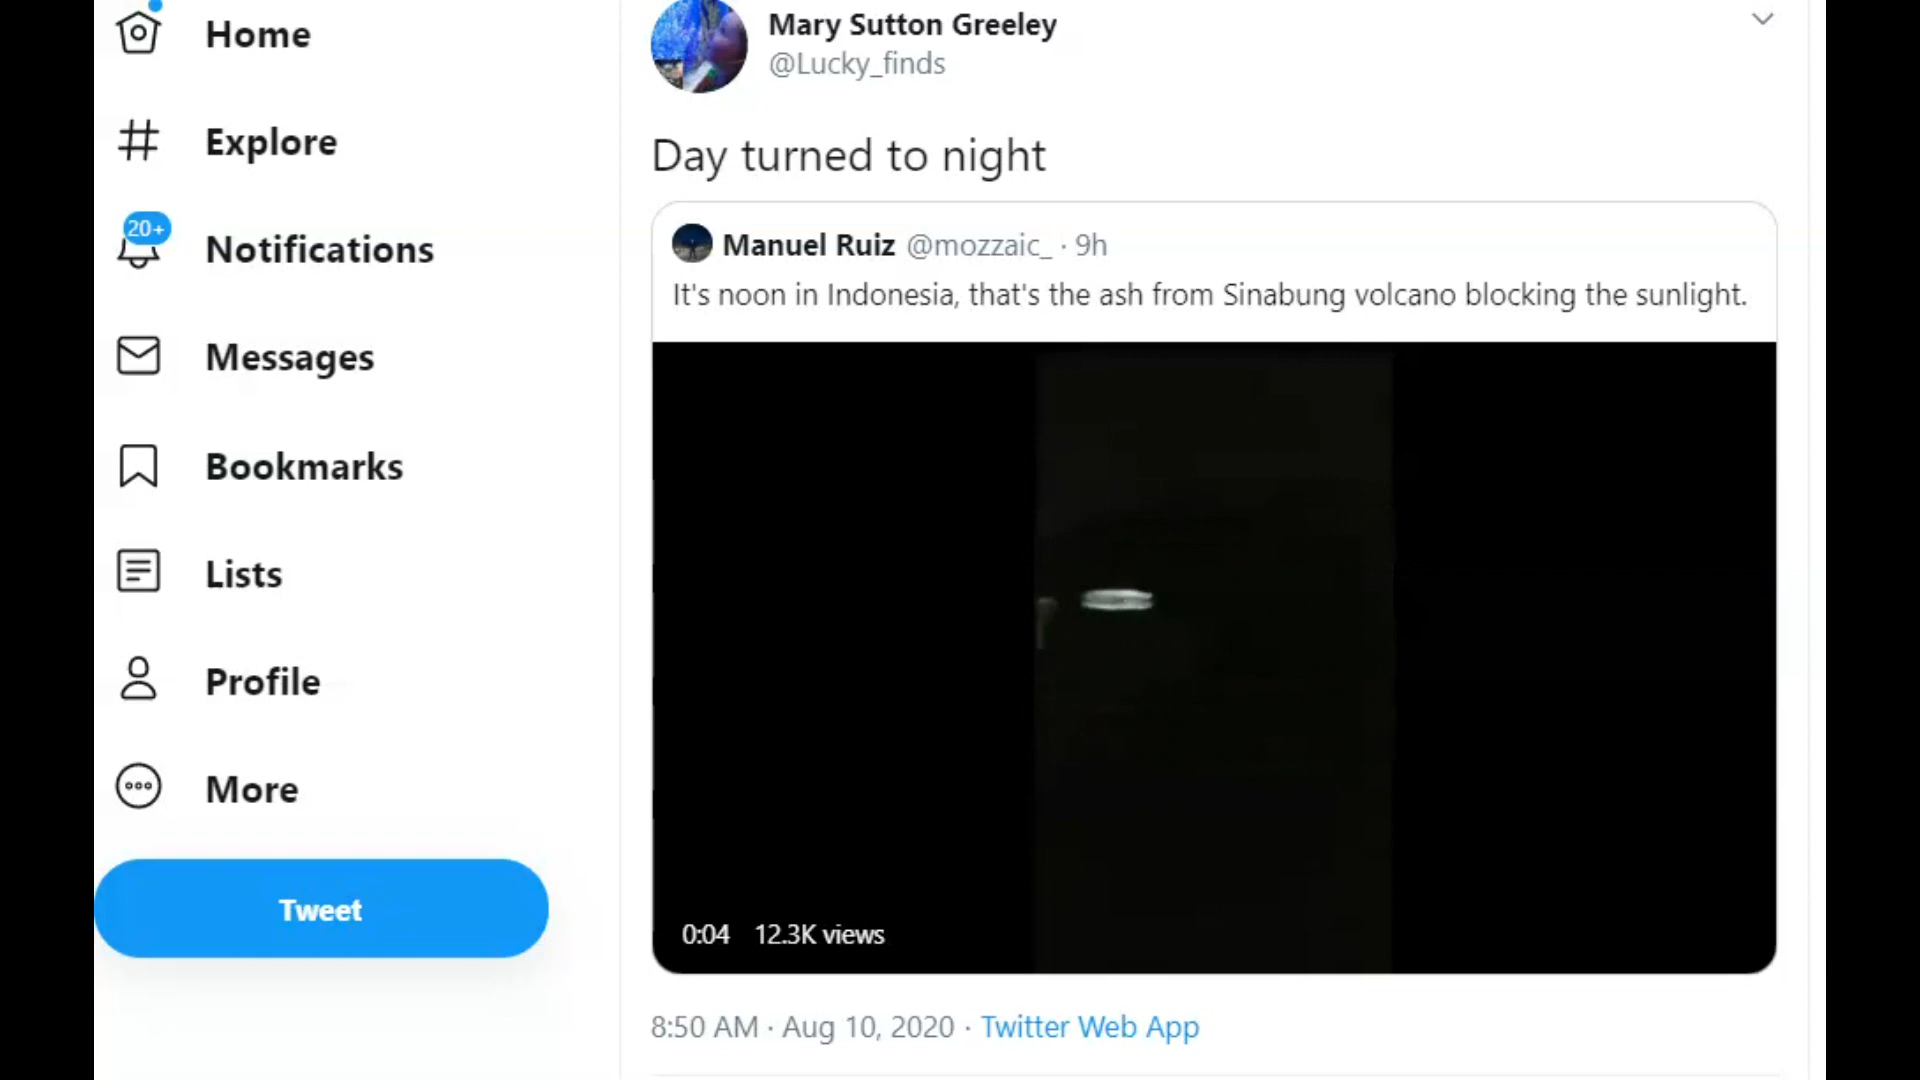 Home
Explore
20+
Notifications
Messages
Bookmarks
Lists
Profile
More
Tweet
Mary Sutton Greeley
@Lucky_finds
Day turned to night
Manuel Ruiz @mozzaic_ · 9h
It's noon in Indonesia, that's the ash from Sinabung volcano blocking the sunlight.
0:04 12.3K views
8:50 AM · Aug 10, 2020 · Twitter Web App